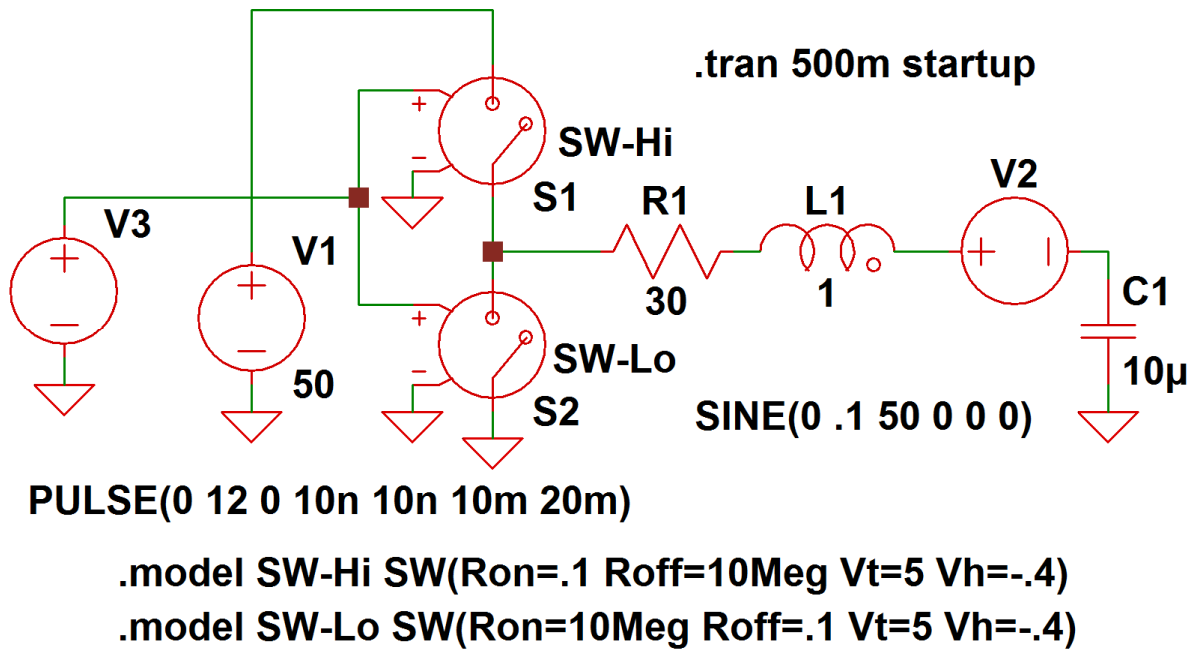 .tran 500m startup
SW-Hi
S1
V3
V1
50
R1
30
L1
1
V2
C1
10µ
SW-Lo
S2
SINE(0 .1 50 0 0 0)
PULSE(0 12 0 10n 10n 10m 20m)
.model SW-Hi SW(Ron=.1 Roff=10Meg Vt=5 Vh=-.4)
.model SW-Lo SW(Ron=10Meg Roff=.1 Vt=5 Vh=-.4)